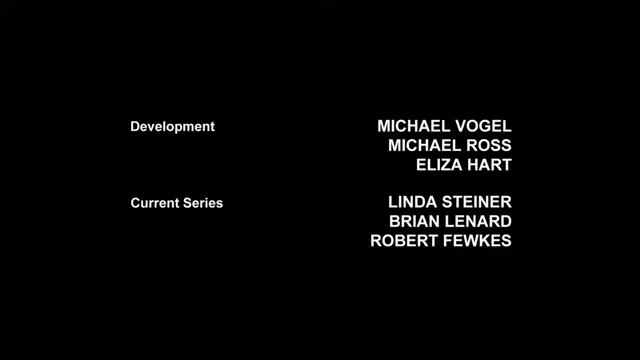 Development MICHAEL VOGEL
MICHAEL ROSS
ELIZA HART
Current Series LINDA STEINER
BRIAN LENARD
ROBERT FEWKES